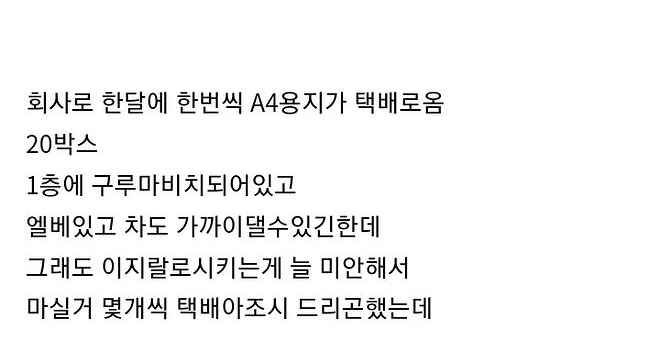 회사로 한달에 한번씩 A4용지가 택배로옴
20박스
1층에 구루마비치되어있고
엘베있고 차도 가까이댈수있긴한데
그래도 이지랄로시키는게 늘 미안해서
마실거 몇개씩 택배아조시 드리곤했는데